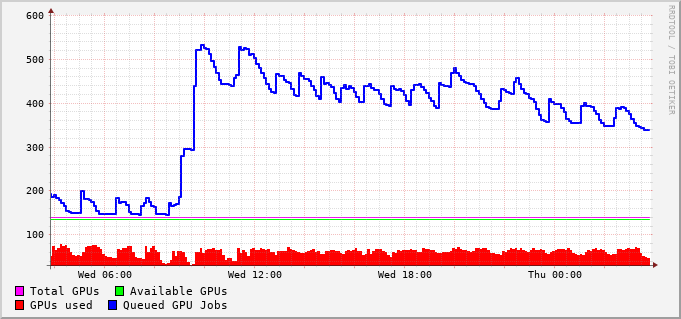 600
500
400
300
200
100
Wed 06:00 Wed 12:00 Wed 18:00 Thu 00:00
Total GPUs Available GPUs
GPUs used Queued GPU Jobs
RRDTOOL / TOBI OETIKER